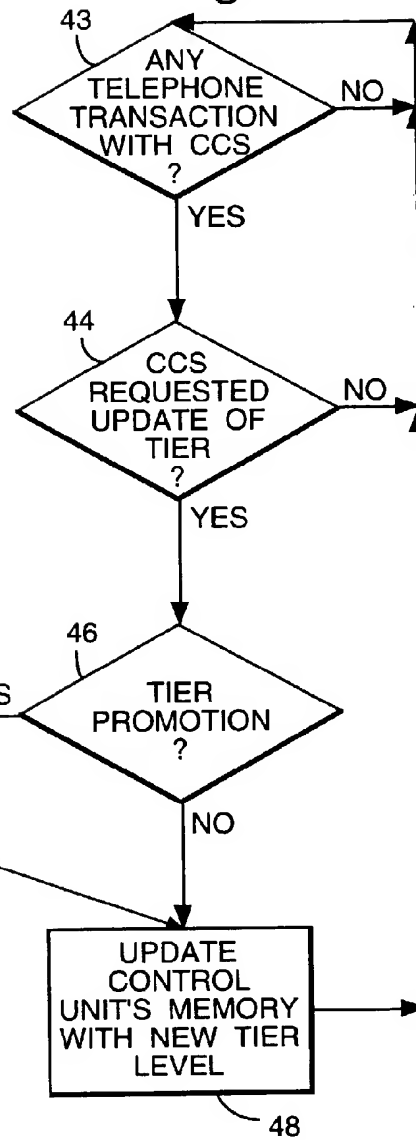 43
ANY
TELEPHONE
TRANSACTION
WITH CCS
?
NO
YES
44
CCS
REQUESTED
UPDATE OF
TIER
?
NO
YES
46
S
TIER
PROMOTION
?
NO
UPDATE
CONTROL
UNIT'S MEMORY
WITH NEW TIER
LEVEL
48